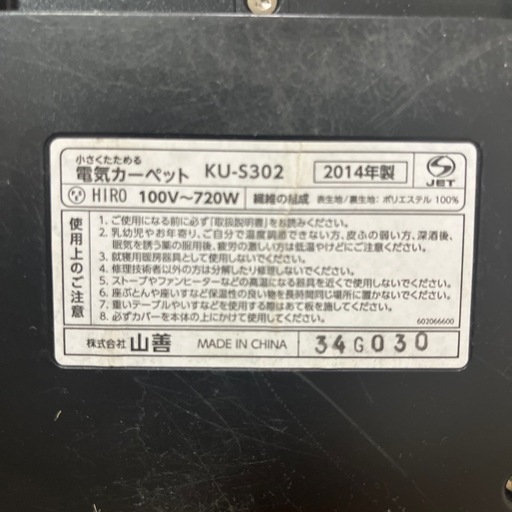 小さくたためる
電気カーペット KU-S302 2014年製
JET
HIRO 100V～720W 繊維の組成 表生地/裏生地: ポリエステル 100%
使用上のご注意
1. ご使用になる前に必ず「取扱説明書」をお読みください。
2. 乳幼児やお年寄り、ご自分で温度調節できない方、皮ふの弱い方、深酒後、
眠気を誘う薬の服用後、疲労の激しい方は低温やけどにご注意ください。
3. 就寝用暖房器具として使用しないでください。
4. 修理技術者以外の方は分解したり修理しないでください。
5. ストーブやファンヒーターなどの高温になる器具を近くで使用しないでください。
6. 座ぶとんや座いすなど保温性の良い物を長時間同じ場所に置かないでください。
7. 重いテーブルやいすなどを使用する際はあて板を施してください。
8. 必ずカバーを本体の上にかけて使用してください。
602066600
株式会社 山善 MADE IN CHINA 34G030